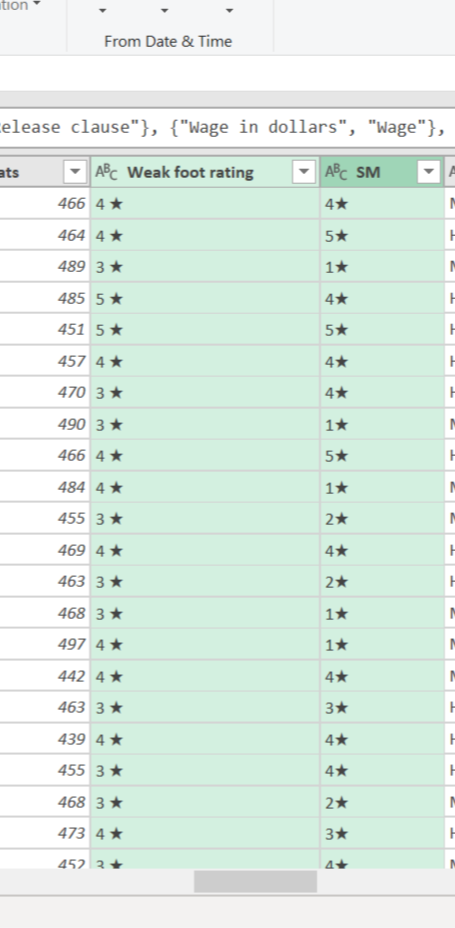 tion
From Date & Time
elease clause"}, {"Wage in dollars", "Wage"},
ats ABC Weak foot rating ABC SM
466 4 ★ 4★
464 4 ★ 5★
489 3 ★ 1★
485 5 ★ 4★
451 5 ★ 5★
457 4 ★ 4★
470 3 ★ 4★
490 3 ★ 1★
466 4 ★ 5★
484 4 ★ 1★
455 3 ★ 2★
469 4 ★ 4★
463 3 ★ 2★
468 3 ★ 1★
497 4 ★ 1★
442 4 ★ 4★
463 3 ★ 3★
439 4 ★ 4★
455 3 ★ 4★
468 3 ★ 2★
473 4 ★ 3★
452 3 ★ 4★